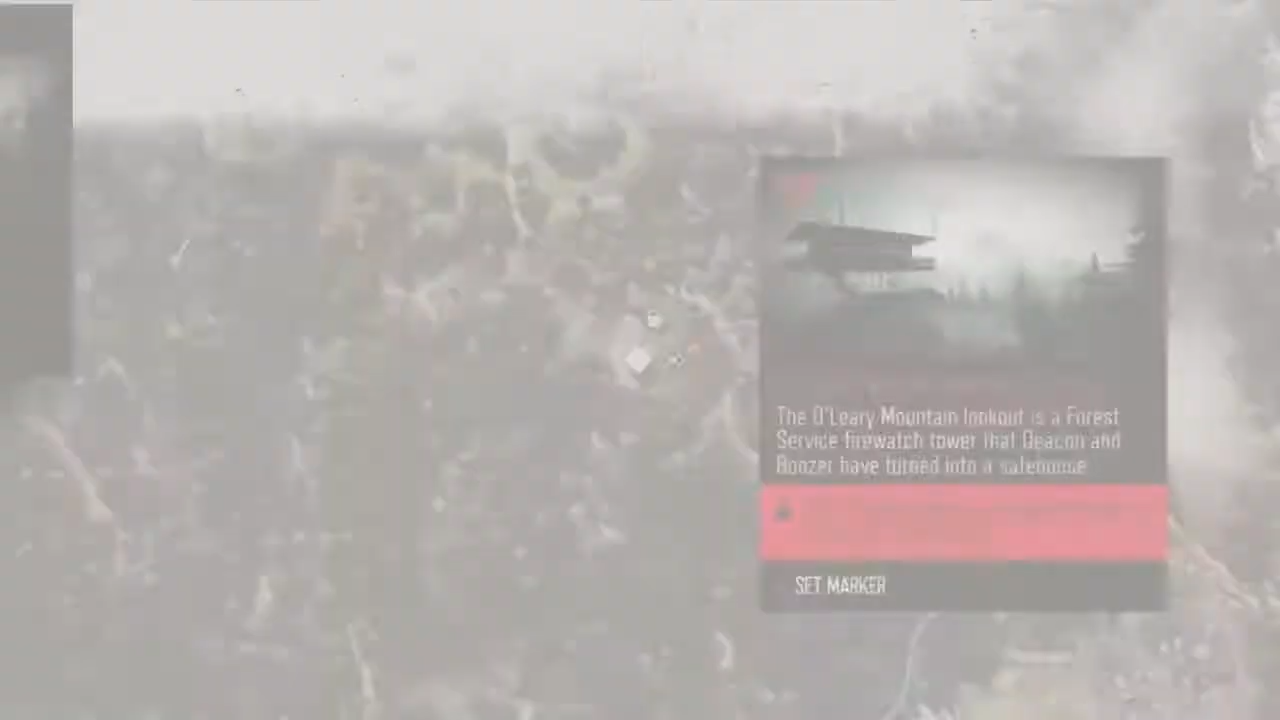 The O'Leary Mountain lookout is a Forest
Service firewatch tower that Deacon and
Boozer have turned into a safehouse
SET MARKER